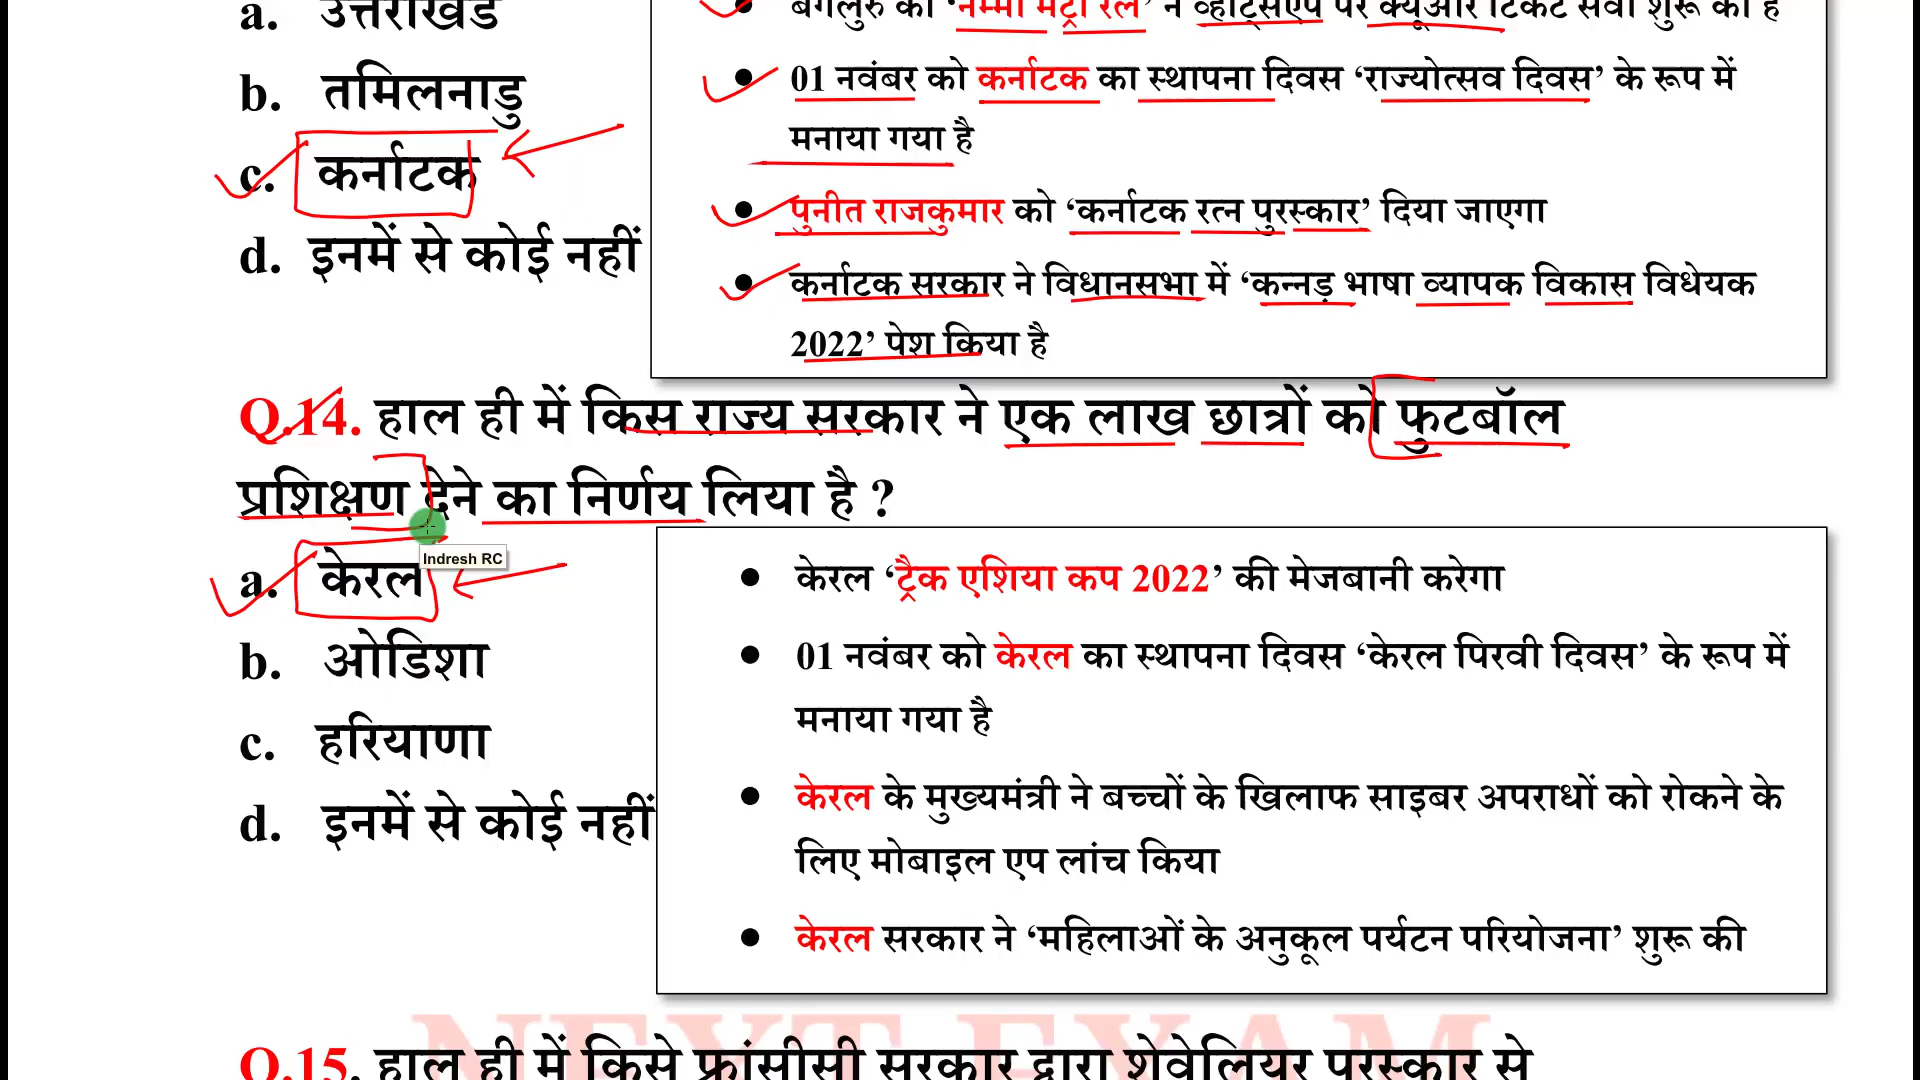 a. उत्तराखंड
b. तमिलनाडु
c. कर्नाटक
d. इनमें से कोई नहीं
बेंगलुरु की ‘नम्मा मेट्रो रेल’ ने व्हाट्सएप पर क्यूआर टिकट सेवा शुरू की है
01 नवंबर को कर्नाटक का स्थापना दिवस ‘राज्योत्सव दिवस’ के रूप में
मनाया गया है
पुनीत राजकुमार को ‘कर्नाटक रत्न पुरस्कार’ दिया जाएगा
कर्नाटक सरकार ने विधानसभा में ‘कन्नड़ भाषा व्यापक विकास विधेयक
2022’ पेश किया है
Q.14. हाल ही में किस राज्य सरकार ने एक लाख छात्रों को फुटबॉल
प्रशिक्षण देने का निर्णय लिया है ?
Indresh RC
a. केरल
b. ओडिशा
c. हरियाणा
d. इनमें से कोई नहीं
केरल ‘ट्रैक एशिया कप 2022’ की मेजबानी करेगा
01 नवंबर को केरल का स्थापना दिवस ‘केरल पिरवी दिवस’ के रूप में
मनाया गया है
केरल के मुख्यमंत्री ने बच्चों के खिलाफ साइबर अपराधों को रोकने के
लिए मोबाइल एप लांच किया
केरल सरकार ने ‘महिलाओं के अनुकूल पर्यटन परियोजना’ शुरू की
NEXT EXAM
Q.15. हाल ही में किसे फ्रांसीसी सरकार द्वारा शेवेलियर पुरस्कार से